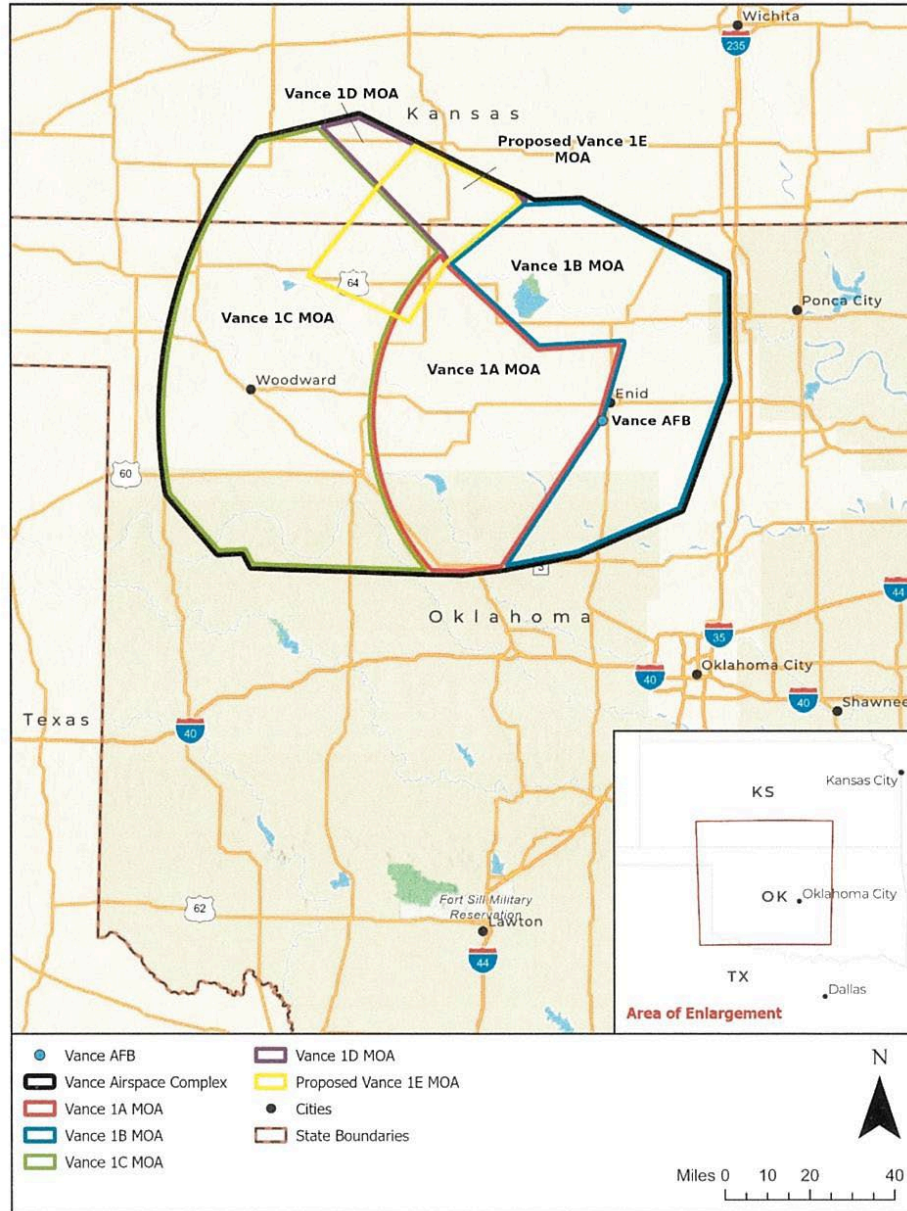 Wichita
235
Vance 1D MOA
Kansas
Proposed Vance 1E
MOA
Vance 1B MOA
64
Ponca City
Vance 1C MOA
Vance 1A MOA
Woodward
Enid
Vance AFB
60
3
Oklahoma
44
35
Oklahoma City
40
40
Shawnee
Texas
40
KS
Kansas City
OK
Oklahoma City
62
Fort Sill Military
Reservation
Lawton
44
TX
Dallas
Area of Enlargement
Vance AFB
Vance Airspace Complex
Vance 1A MOA
Vance 1B MOA
Vance 1C MOA
Vance 1D MOA
Proposed Vance 1E MOA
Cities
State Boundaries
N
Miles 0 10 20 40